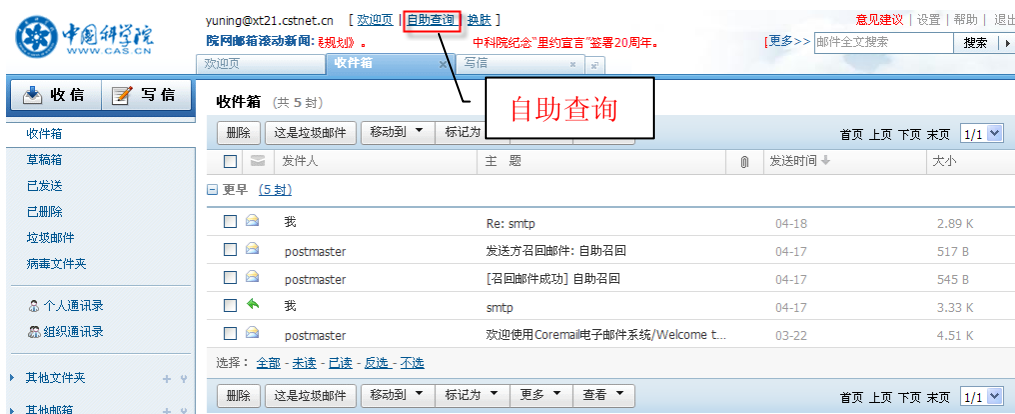 中国科学院
WWW.CAS.CN
yuning@xt21.cstnet.cn [ 欢迎页 | 自助查询 | 换肤 ]
意见建议 | 设置 | 帮助 | 退出
院网邮箱滚动新闻: 规划》。 中科院纪念"里约宣言"签署20周年。 [更多>> 邮件全文搜索 搜索
欢迎页 收件箱 × 写信 ×
收信 写信
收件箱 (共 5 封)
自助查询
删除 这是垃圾邮件 移动到 标记为
首页 上页 下页 末页 1/1
发件人 主 题 发送时间 大小
更早 (5 封)
我 Re: smtp 04-18 2.89 K
postmaster 发送方召回邮件: 自助召回 04-17 517 B
postmaster [召回邮件成功] 自助召回 04-17 545 B
我 smtp 04-17 3.33 K
postmaster 欢迎使用Coremail电子邮件系统/Welcome t... 03-22 4.51 K
选择： 全部 - 未读 - 已读 - 反选 - 不选
删除 这是垃圾邮件 移动到 标记为 更多 查看
首页 上页 下页 末页 1/1
收件箱
草稿箱
已发送
已删除
垃圾邮件
病毒文件夹
个人通讯录
组织通讯录
其他文件夹
其他邮箱